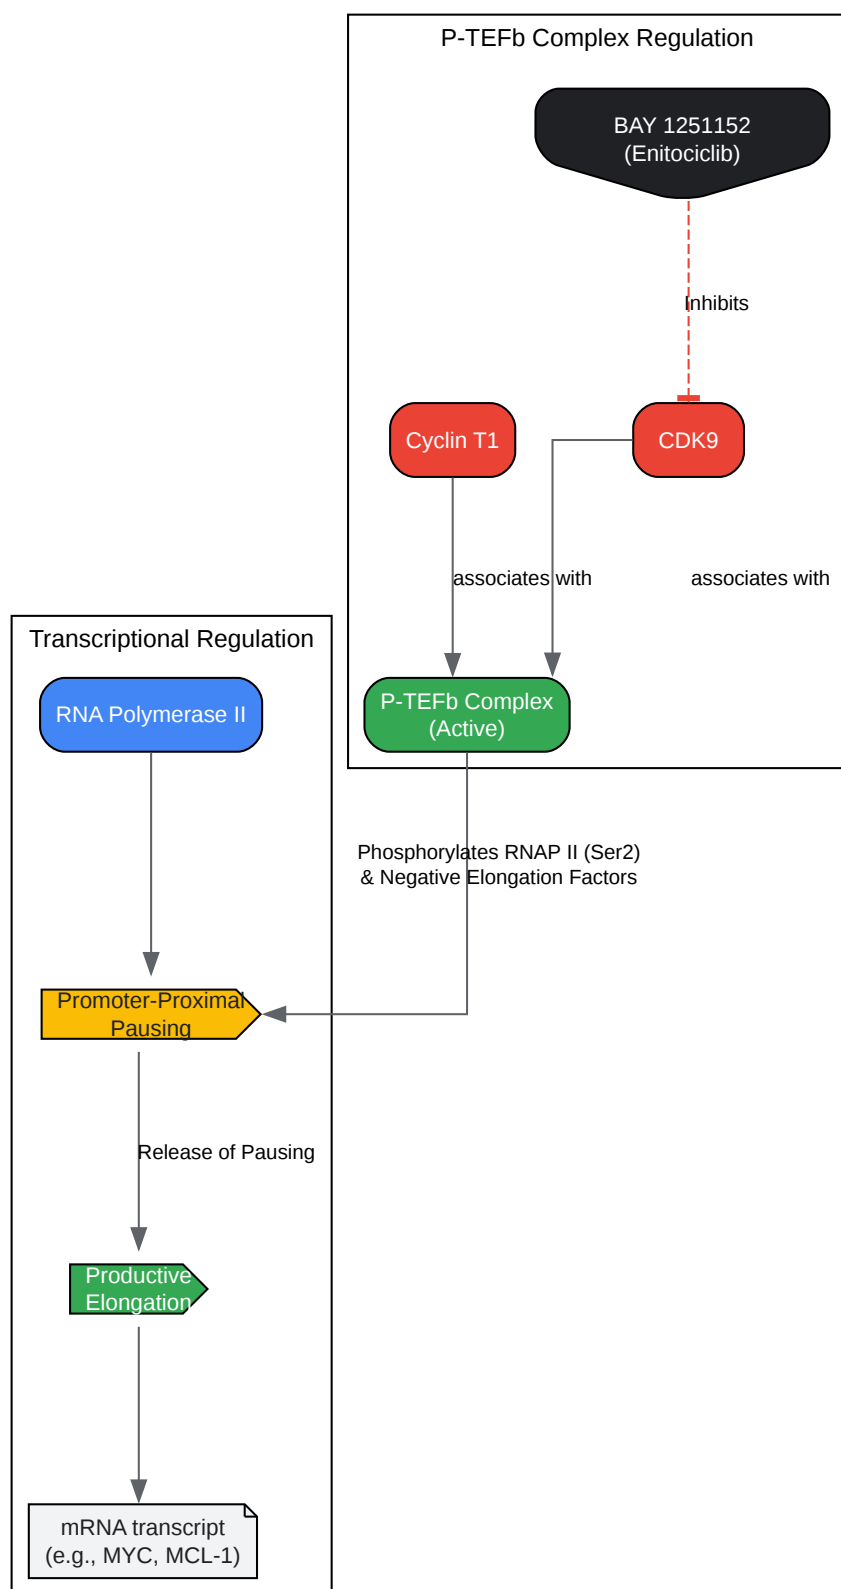 P-TEFb Complex Regulation
BAY 1251152
(Enitociclib)
Inhibits
Cyclin T1
CDK9
associates with
associates with
Transcriptional Regulation
RNA Polymerase II
P-TEFb Complex
(Active)
Phosphorylates RNAP II (Ser2)
& Negative Elongation Factors
Promoter-Proximal
Pausing
Release of Pausing
Productive
Elongation
mRNA transcript
(e.g., MYC, MCL-1)